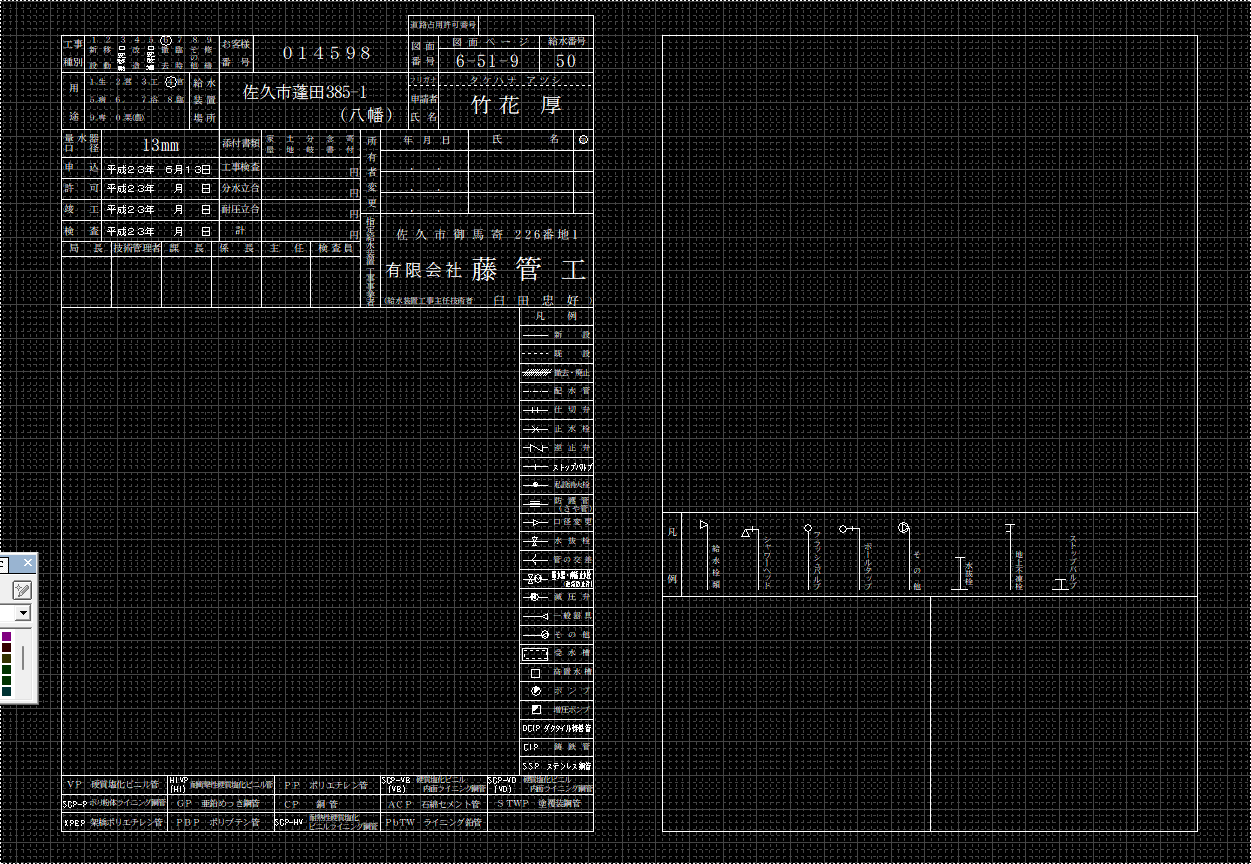 道路占用許可番号
工事種別
1 2 3 4 5 6 7 8 9
新設 移動 改造 撤去 臨時 その他 修繕
お客様番号
014598
図面番号
図面ページ
6-51-9
給水番号
50
用途
1.生 2.営 3.工 4.官
5.病 6. 7.浴 8.臨
9.専
給水装置場所
佐久市蓬田385-1
(八幡)
フリガナ
タケハナ アツシ
申請者氏名
竹花 厚
量水器口径
13mm
添付書類
家 土 分 念 寄
量 地 岐 書 付
所有者変更
年 月 日
氏 名
㊞
申込 平成23年 6月13日
工事検査 円
許可 平成23年 月 日
分水立合 円
竣工 平成23年 月 日
耐圧立合 円
検査 平成23年 月 日
計 円
局長 技術管理者 課長 係長 主任 検査員
指定給水装置工事事業者
佐久市御馬寄226番地1
有限会社 藤管工
(給水装置工事主任技術者 臼田忠好 )
凡例
新設
既設
撤去・廃止
配水管
仕切弁
止水栓
逆止弁
ストップバルブ
私設消火栓
防護管
(さや管)
口径変更
水抜栓
管の交差
減圧弁
一般器具
その他
受水槽
高置水槽
ポンプ
増圧ポンプ
DCIP ダクタイル鋳鉄管
CIP 鋳鉄管
SSP ステンレス鋼管
VP 硬質塩化ビニル管
HIVP (HI) 耐衝撃性硬質塩化ビニル管
PP ポリエチレン管
SGP-VB (VB) 硬質塩化ビニル内面ライニング鋼管
SGP-VD (VD) 硬質塩化ビニル内外面ライニング鋼管
SGP-P ポリ粉体ライニング鋼管
GP 亜鉛めっき鋼管
CP 銅管
ACP 石綿セメント管
STWP 塗覆装鋼管
XPEP 架橋ポリエチレン管
PBP ポリブテン管
SGP-HV 耐熱性硬質塩化ビニルライニング鋼管
PbTW ライニング鉛管
凡例
給水栓類
シャワーヘッド
フラッシュバルブ
ボールタップ
その他
水抜栓
地上不凍栓
ストップバルブ